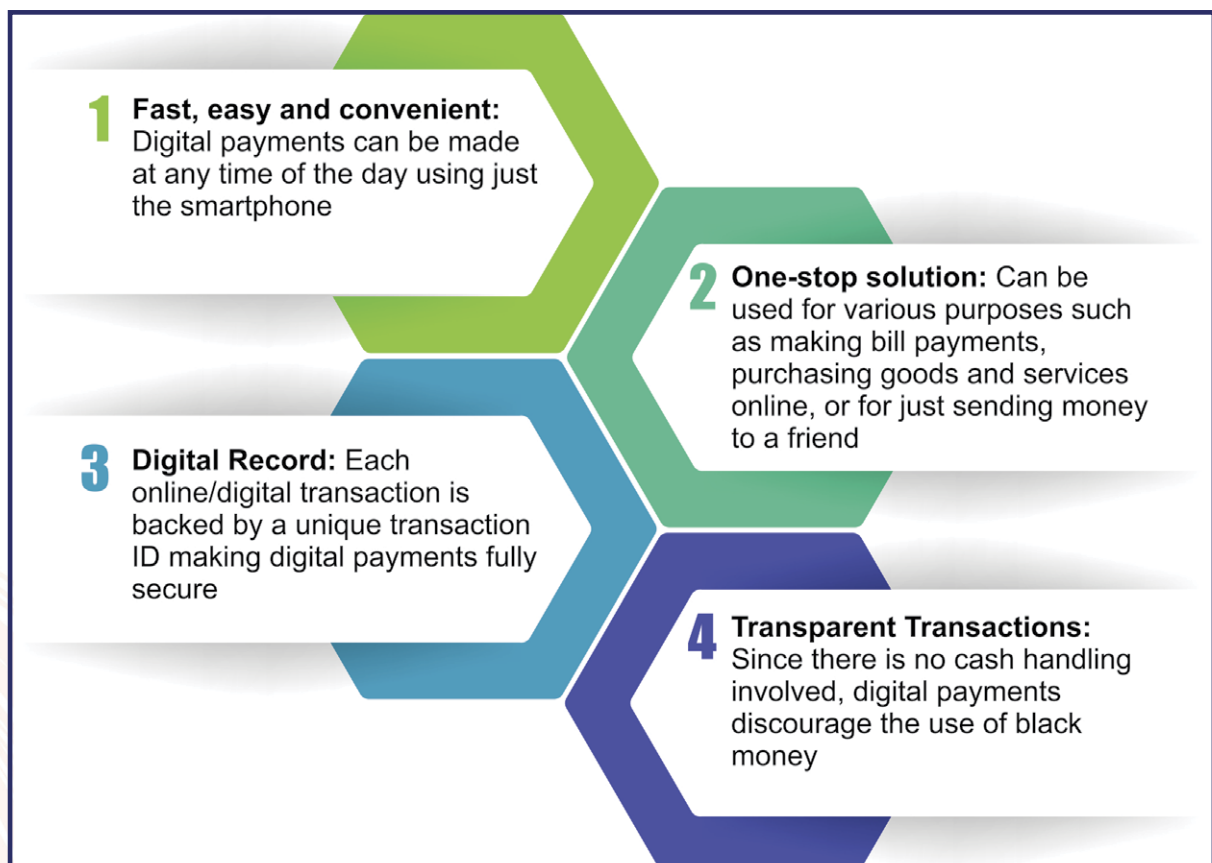 1
Fast, easy and convenient:
Digital payments can be made
at any time of the day using just
the smartphone
2
One-stop solution: Can be
used for various purposes such
as making bill payments,
purchasing goods and services
online, or for just sending money
to a friend
3
Digital Record: Each
online/digital transaction is
backed by a unique transaction
ID making digital payments fully
secure
4
Transparent Transactions:
Since there is no cash handling
involved, digital payments
discourage the use of black
money